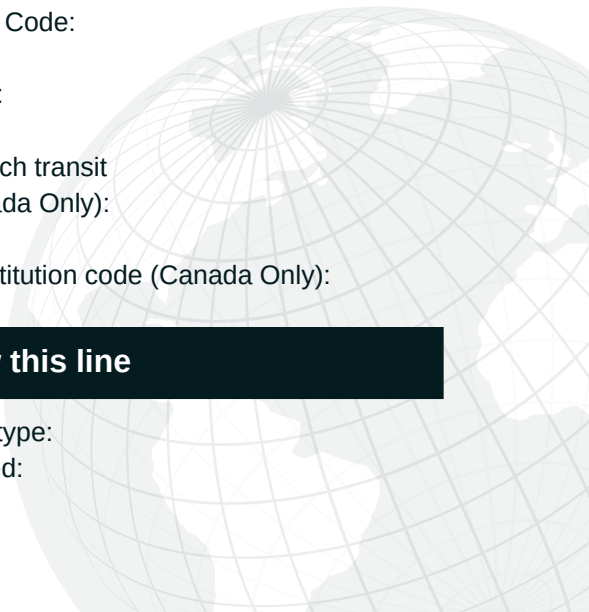 Code:
:
ch transit
da Only):
titution code (Canada Only):
this line
type:
d: